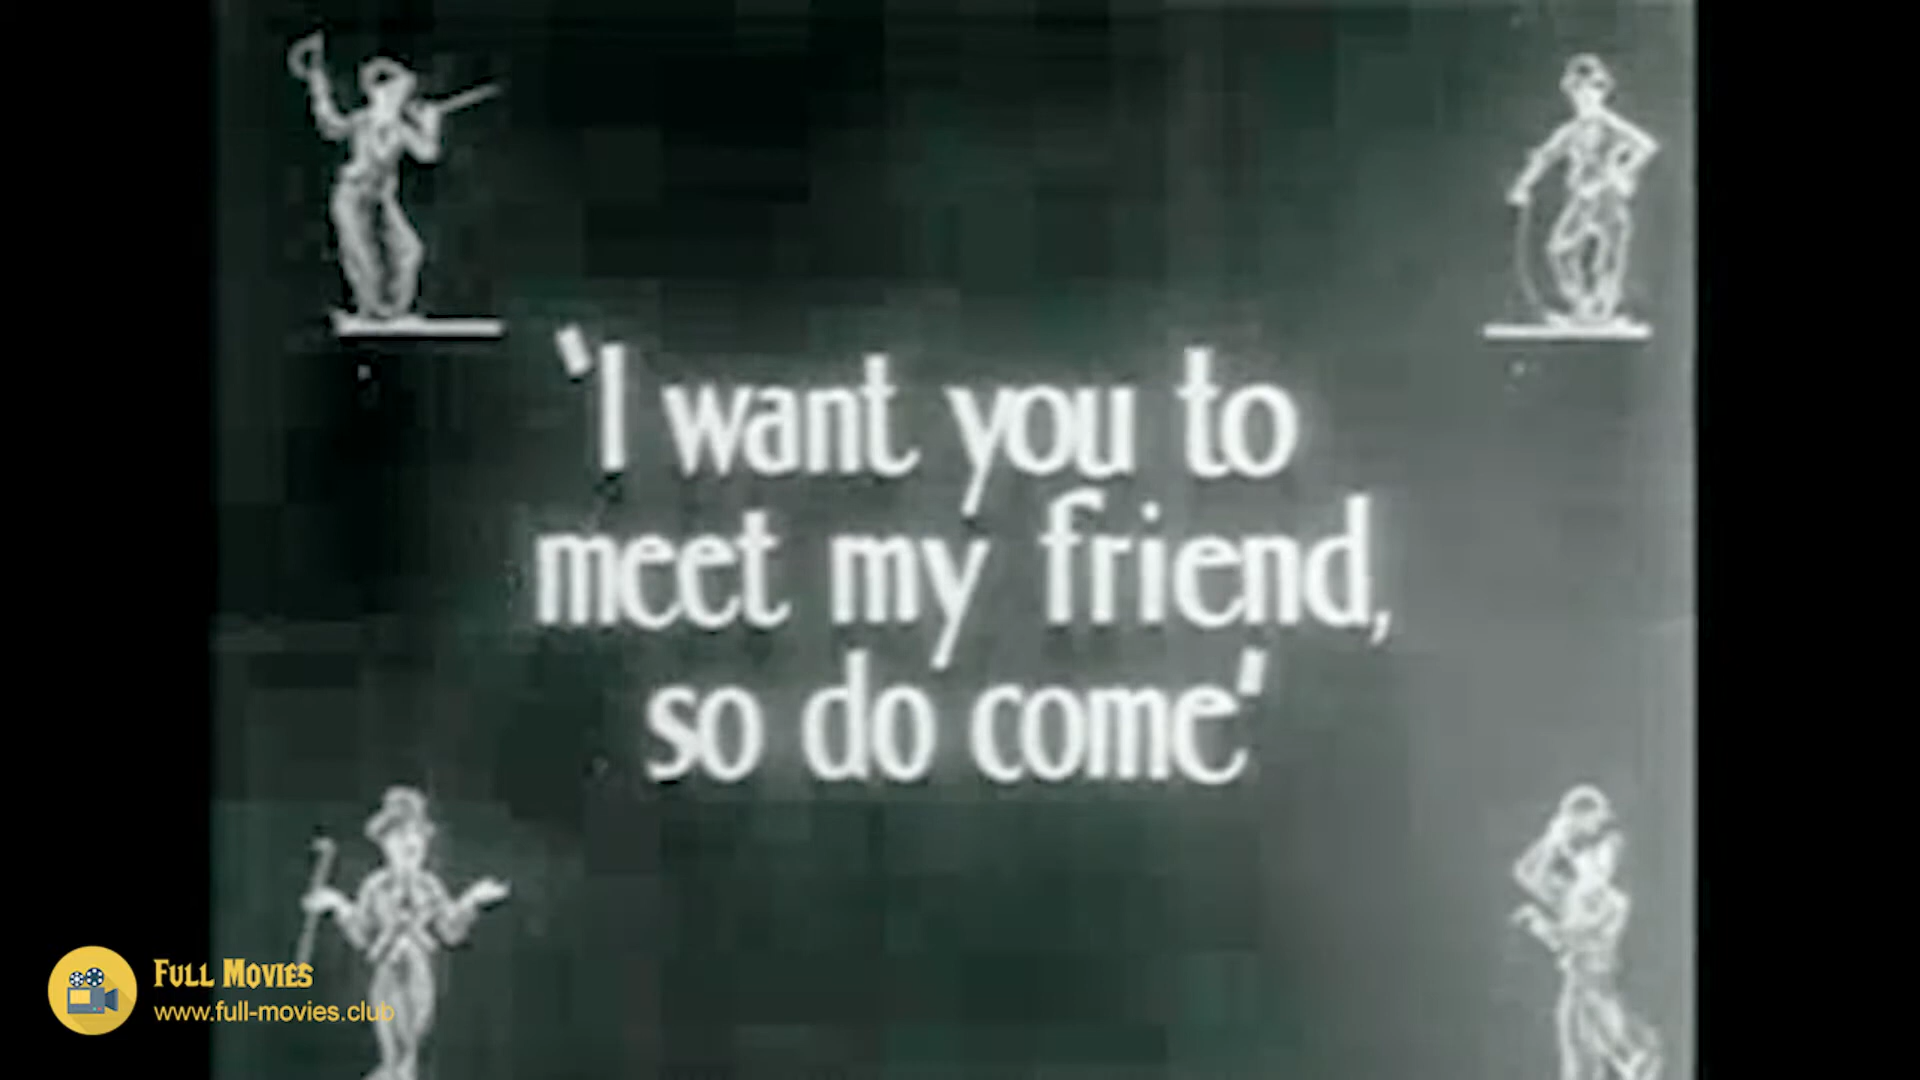 'I want you to
meet my friend,
so do come'
Full Movies
www.full-movies.club